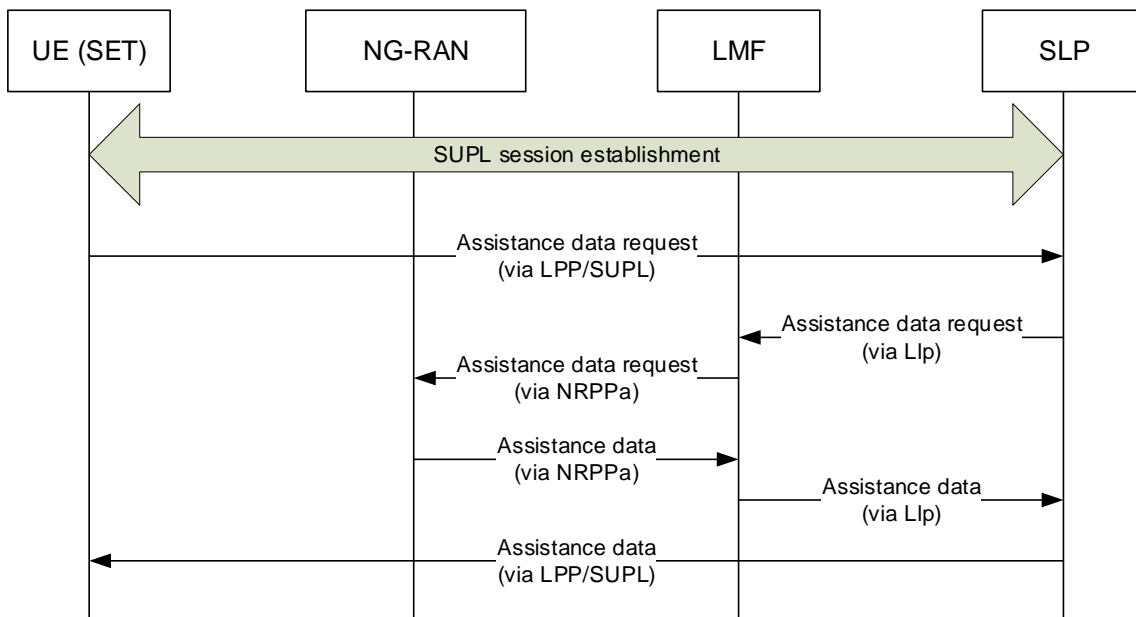 UE (SET)
NG-RAN
LMF
SLP
SUPL session establishment
Assistance data request
(via LPP/SUPL)
Assistance data request
(via Llp)
Assistance data request
(via NRPPa)
Assistance data
(via NRPPa)
Assistance data
(via Llp)
Assistance data
(via LPP/SUPL)